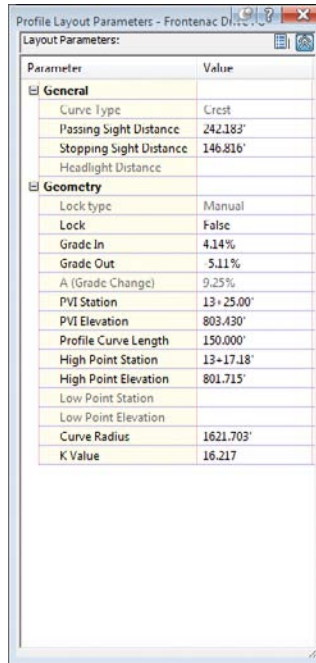 Profile Layout Parameters - Frontenac
Layout Parameters:
Parameter Value
General
Curve Type Crest
Passing Sight Distance 242.183'
Stopping Sight Distance 146.816'
Headlight Distance
Geometry
Lock type Manual
Lock False
Grade In 4.14%
Grade Out -5.11%
A (Grade Change) 9.25%
PVI Station 13+25.00'
PVI Elevation 803.430'
Profile Curve Length 150.000'
High Point Station 13+17.18'
High Point Elevation 801.715'
Low Point Station
Low Point Elevation
Curve Radius 1621.703'
K Value 16.217